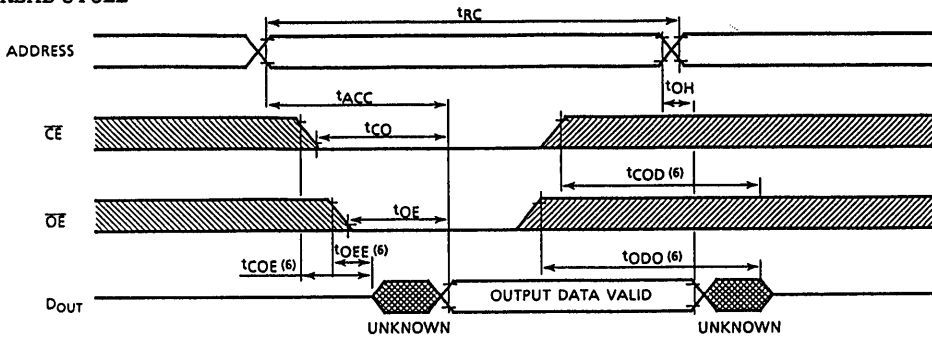 READ CYCLE
tRC
ADDRESS
tOH
tACC
CE
tCO
tCOD (6)
OE
tOE
tOEE (6)
tCOE (6)
tODO (6)
DOUT
OUTPUT DATA VALID
UNKNOWN
UNKNOWN